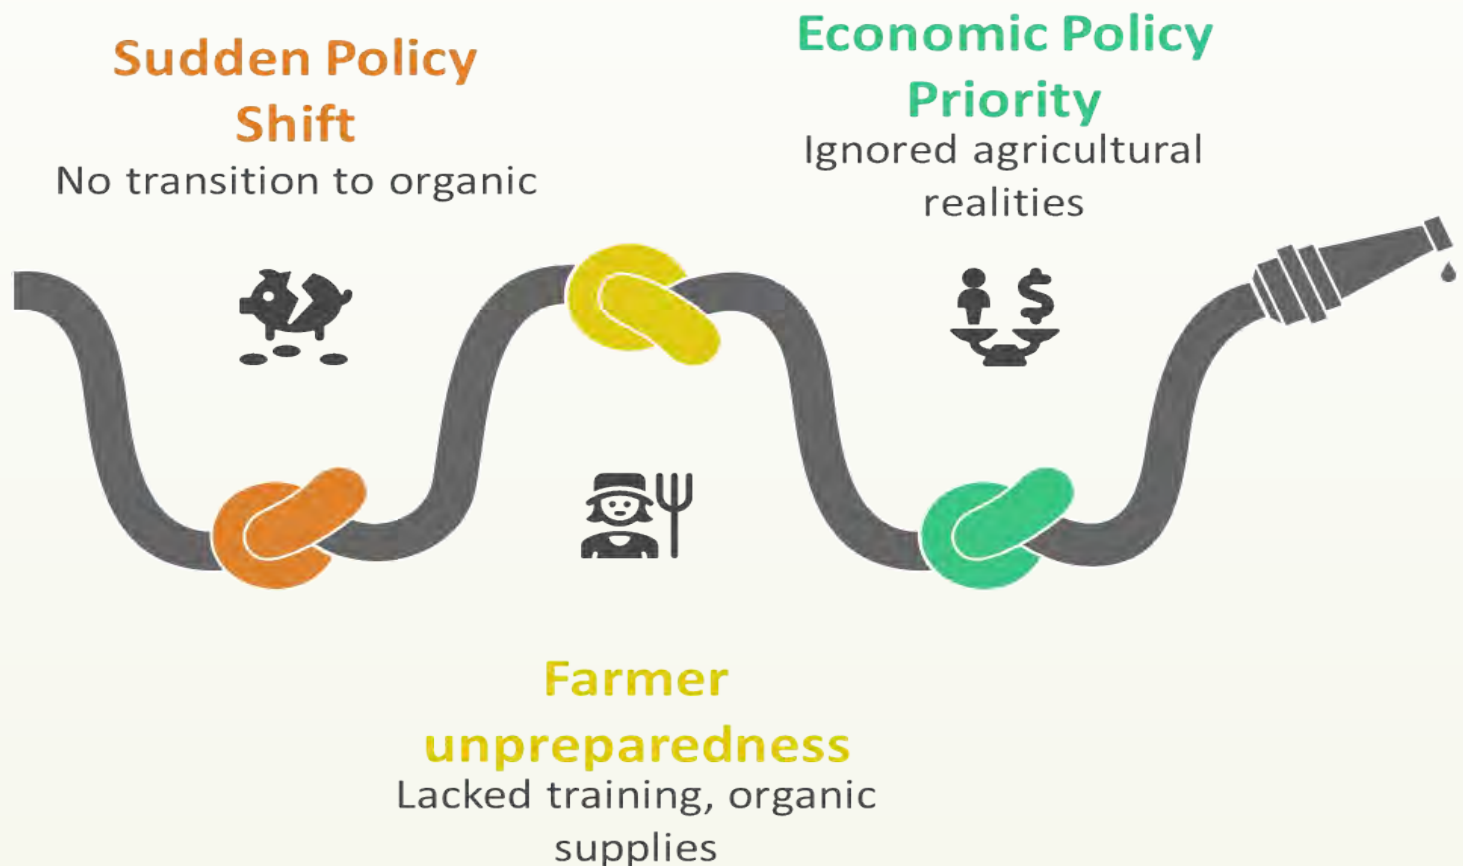 Sudden Policy
Shift
No transition to organic
Economic Policy
Priority
Ignored agricultural
realities
$
Farmer
unpreparedness
Lacked training, organic
supplies